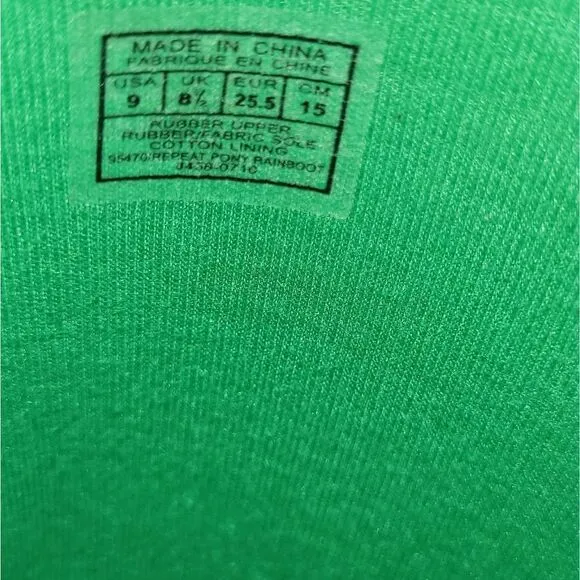 MADE IN CHINA
FABRIQUE EN CHINE
USA UK EUR CM
9 8½ 25.5 15
RUBBER UPPER
RUBBER/FABRIC SOLE
COTTON LINING
95470/REPEAT PONY RAINBOOT